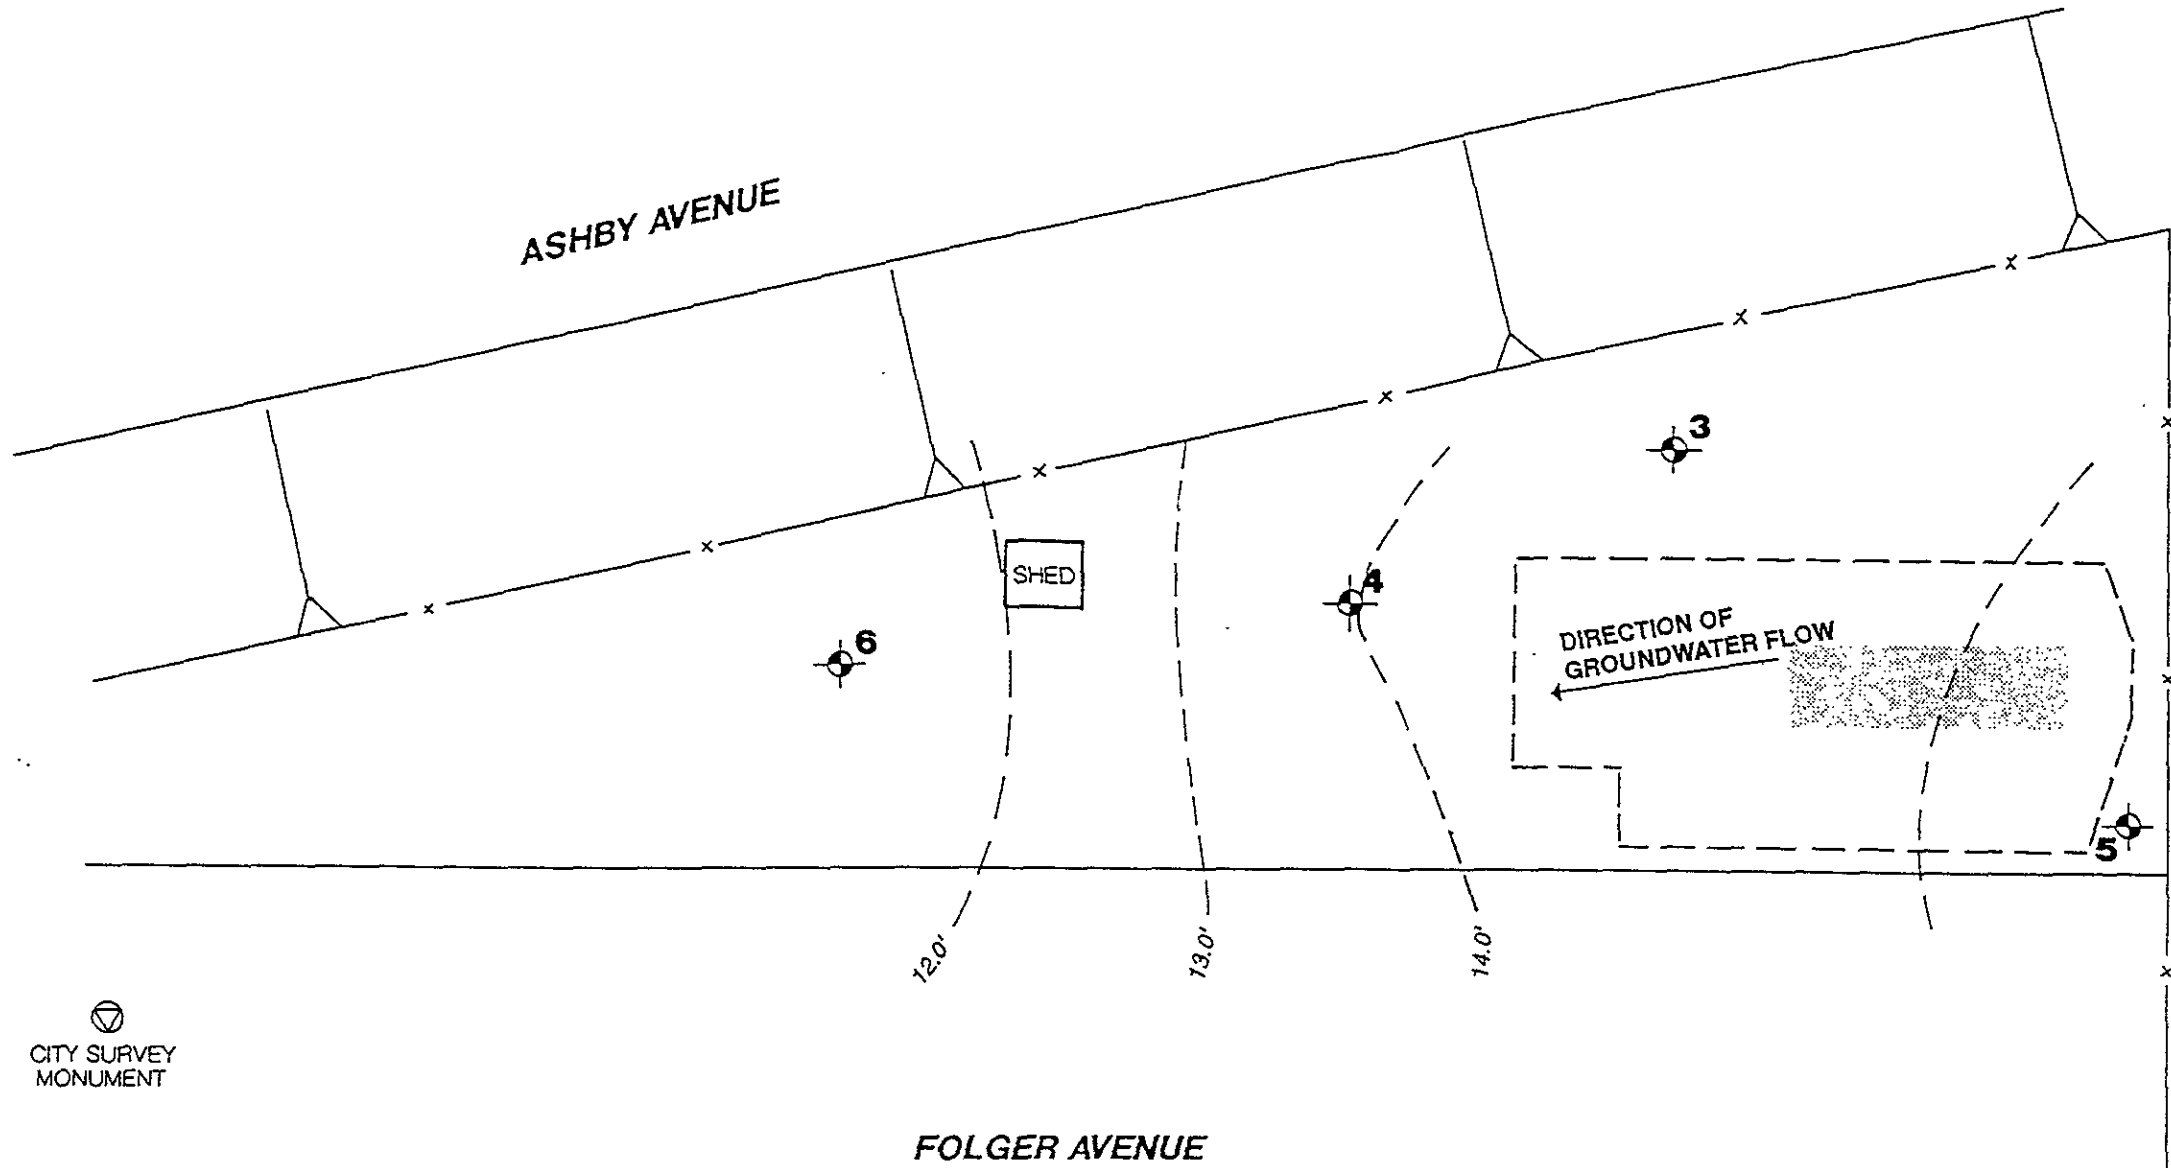 ASHBY AVENUE
3
SHED
4
6
DIRECTION OF
GROUNDWATER FLOW
5
12.0'
13.0'
14.0'
CITY SURVEY
MONUMENT
FOLGER AVENUE